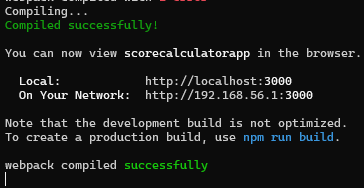 Compiling...
Compiled successfully!
You can now view scorecalculatorapp in the browser.
Local: http://localhost:3000
On Your Network: http://192.168.56.1:3000
Note that the development build is not optimized.
To create a production build, use npm run build.
webpack compiled successfully